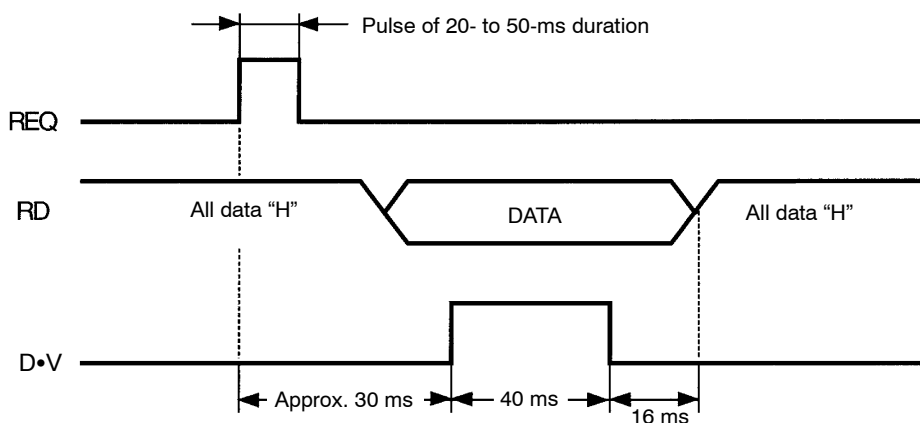 Pulse of 20- to 50-ms duration
REQ
RD
All data “H”
DATA
All data “H”
D•V
Approx. 30 ms
40 ms
16 ms